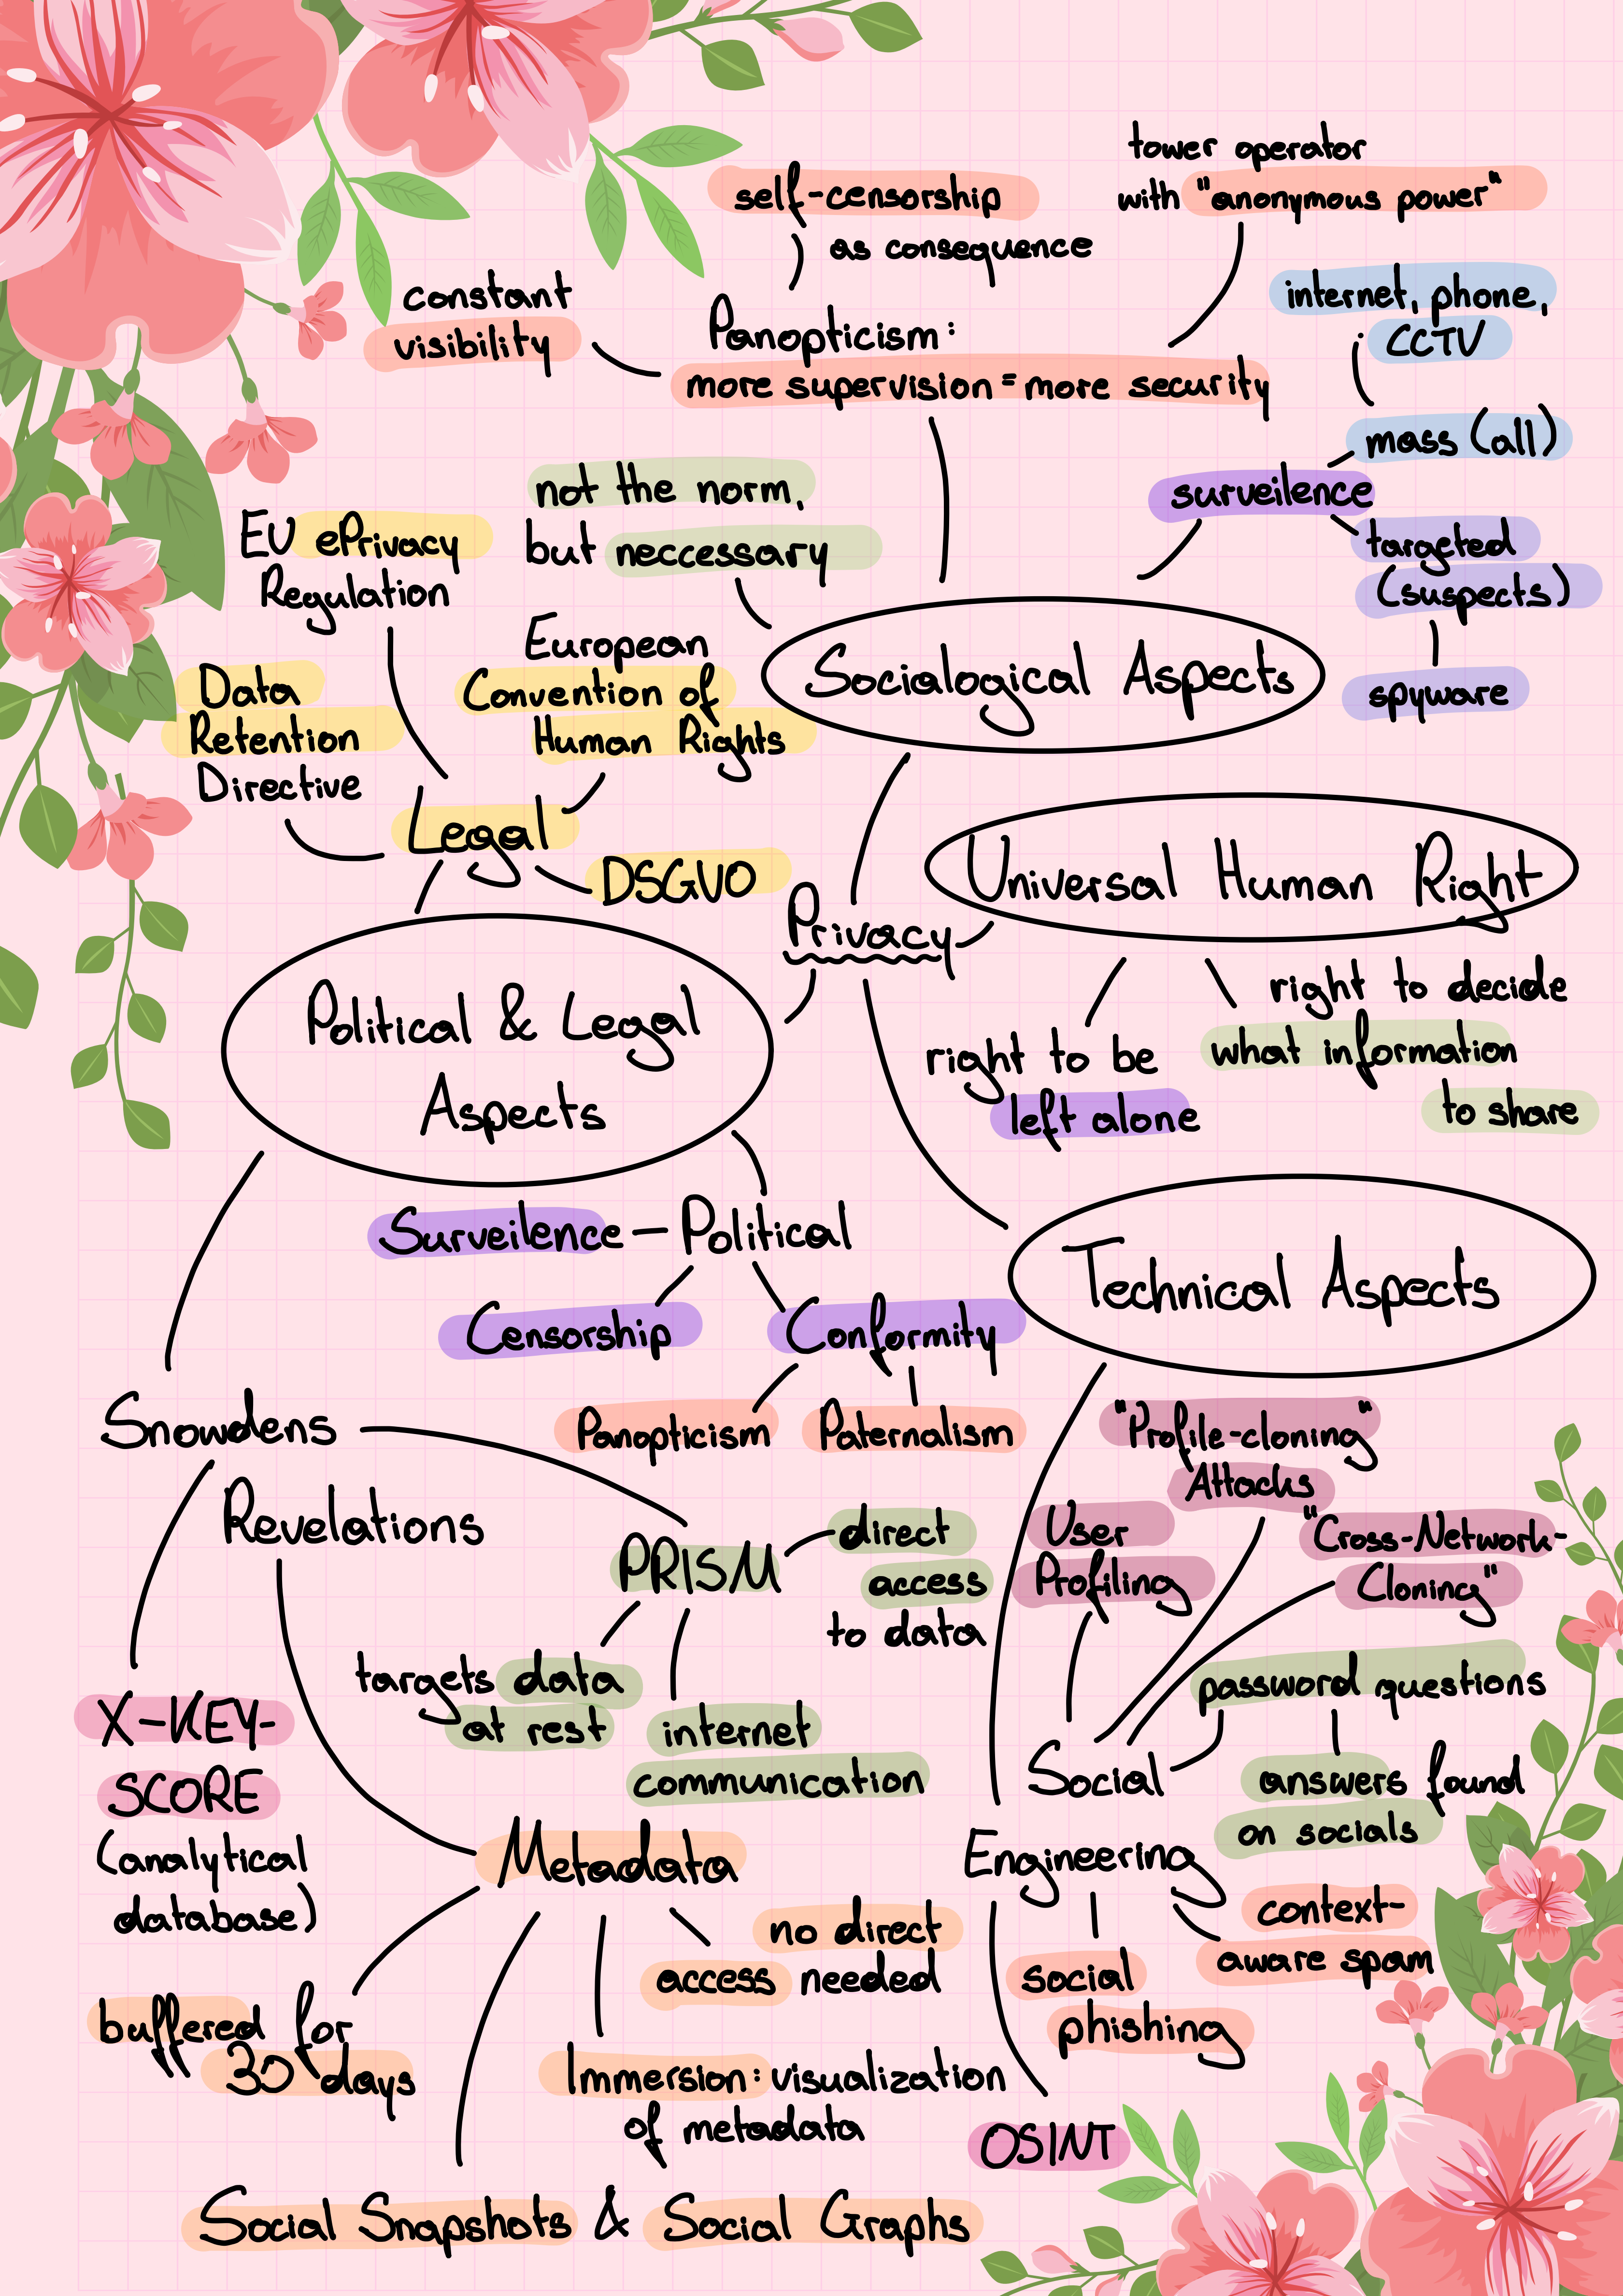 tower operator
with "anonymous power"
self-censorship
as consequence
constant
visibility
Panopticism:
more supervision = more security
internet, phone,
CCTV
mass (all)
surveilence
targeted
(suspects)
spyware
not the norm,
but neccessary
Socialogical Aspects
EU ePrivacy
Regulation
European
Convention of
Human Rights
Data
Retention
Directive
Legal
DSGVO
Privacy
Universal Human Right
right to be
left alone
right to decide
what information
to share
Political & Legal
Aspects
Surveilence – Political
Censorship
Conformity
Panopticism
Paternalism
Technical Aspects
Snowdens
Revelations
PRISM
direct
access
to data
targets data
at rest
internet
communication
X-KEY-
SCORE
(analytical
database)
Metadata
no direct
access needed
buffered for
30 days
Immersion: visualization
of metadata
Social Snapshots & Social Graphs
"Profile-cloning"
Attacks
User
Profiling
"Cross-Network-
Cloning"
password questions
answers found
on socials
Social
Engineering
context-
aware spam
social
phishing
OSINT